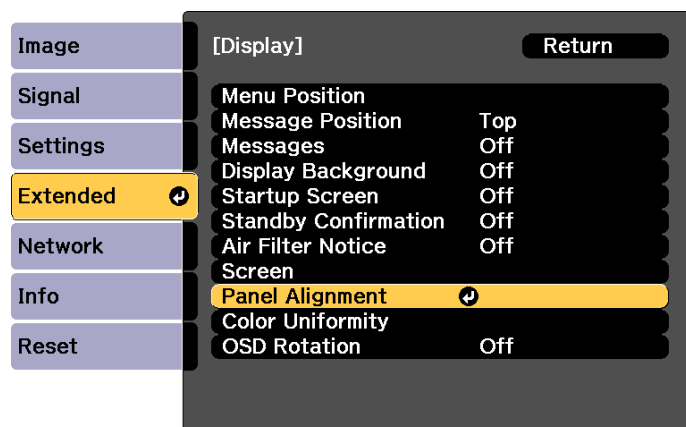 Image
Signal
Settings
Extended
Network
Info
Reset
[Display] Return
Menu Position
Message Position Top
Messages Off
Display Background Off
Startup Screen Off
Standby Confirmation Off
Air Filter Notice Off
Screen
Panel Alignment
Color Uniformity
OSD Rotation Off